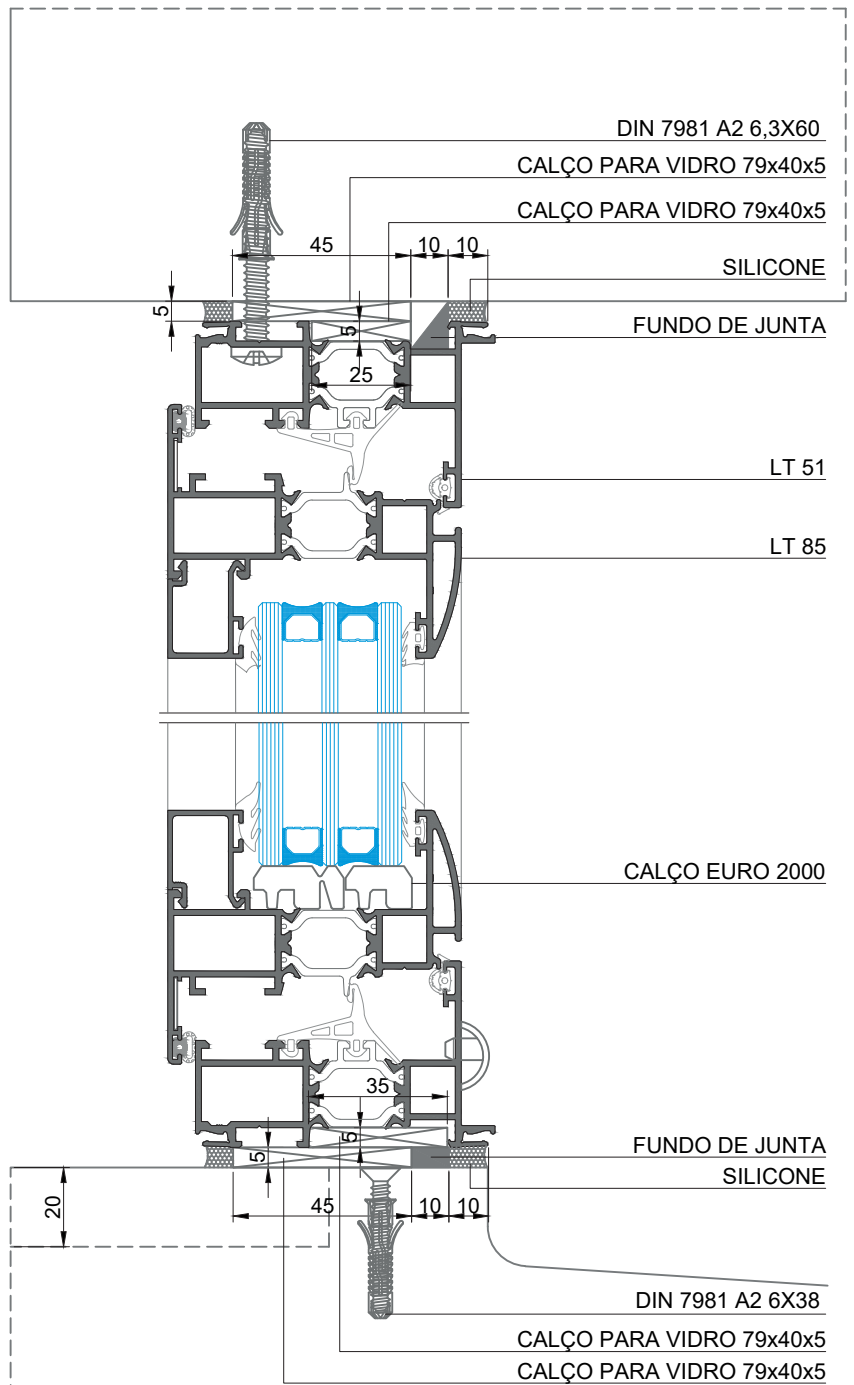 DIN 7981 A2 6,3X60
CALÇO PARA VIDRO 79x40x5
CALÇO PARA VIDRO 79x40x5
45
10
10
SILICONE
5
FUNDO DE JUNTA
5
25
LT 51
LT 85
CALÇO EURO 2000
35
5
5
FUNDO DE JUNTA
SILICONE
20
45
10
10
DIN 7981 A2 6X38
CALÇO PARA VIDRO 79x40x5
CALÇO PARA VIDRO 79x40x5